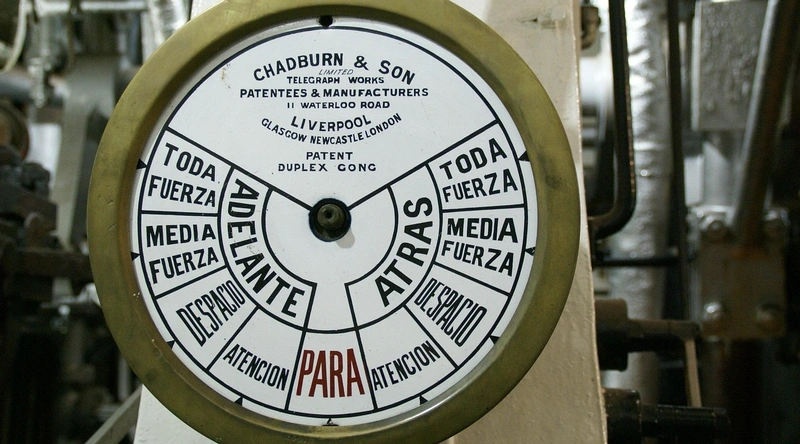 CHADBURN & SON
LIMITED
TELEGRAPH WORKS
PATENTEES & MANUFACTURERS
11 WATERLOO ROAD
LIVERPOOL
GLASGOW NEWCASTLE LONDON
PATENT
DUPLEX GONG
TODA
FUERZA
MEDIA
FUERZA
DESPACIO
ATENCION
ADELANTE
PARA
ATRAS
TODA
FUERZA
MEDIA
FUERZA
DESPACIO
ATENCION